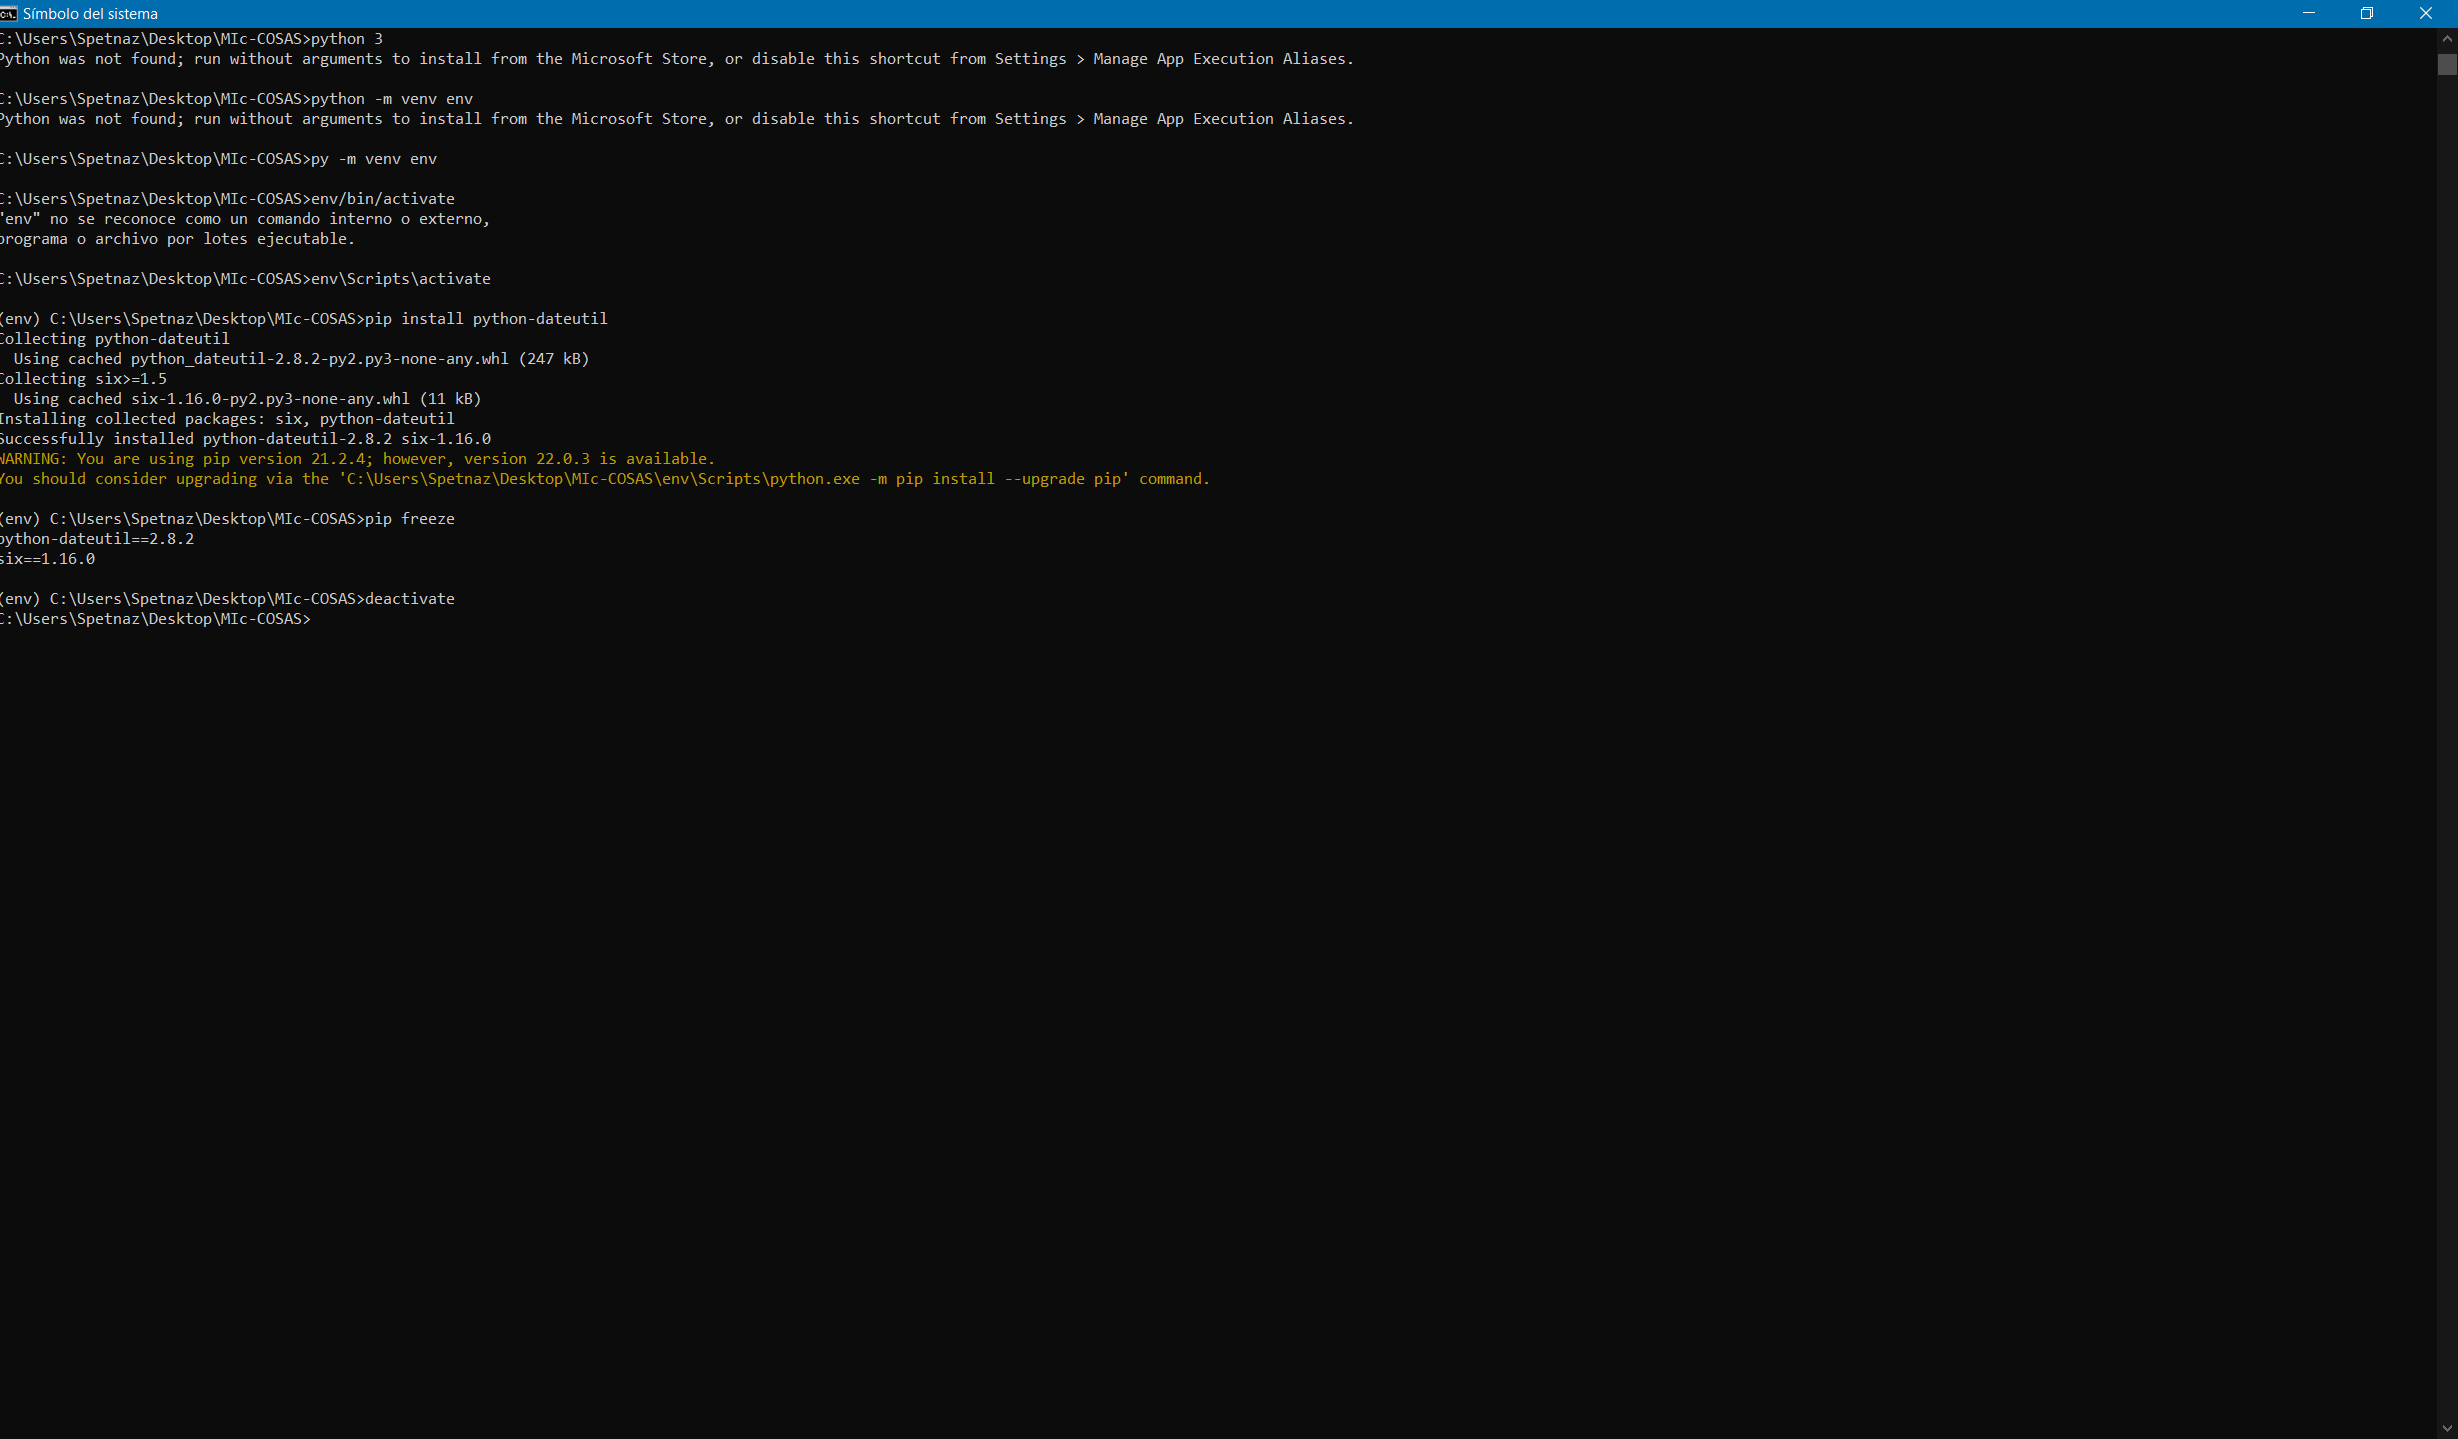 Símbolo del sistema
C:\Users\Spetnaz\Desktop\MIc-COSAS>python 3
Python was not found; run without arguments to install from the Microsoft Store, or disable this shortcut from Settings > Manage App Execution Aliases.
C:\Users\Spetnaz\Desktop\MIc-COSAS>python -m venv env
Python was not found; run without arguments to install from the Microsoft Store, or disable this shortcut from Settings > Manage App Execution Aliases.
C:\Users\Spetnaz\Desktop\MIc-COSAS>py -m venv env
C:\Users\Spetnaz\Desktop\MIc-COSAS>env/bin/activate
"env" no se reconoce como un comando interno o externo,
programa o archivo por lotes ejecutable.
C:\Users\Spetnaz\Desktop\MIc-COSAS>env\Scripts\activate
(env) C:\Users\Spetnaz\Desktop\MIc-COSAS>pip install python-dateutil
Collecting python-dateutil
  Using cached python_dateutil-2.8.2-py2.py3-none-any.whl (247 kB)
Collecting six>=1.5
  Using cached six-1.16.0-py2.py3-none-any.whl (11 kB)
Installing collected packages: six, python-dateutil
Successfully installed python-dateutil-2.8.2 six-1.16.0
WARNING: You are using pip version 21.2.4; however, version 22.0.3 is available.
You should consider upgrading via the 'C:\Users\Spetnaz\Desktop\MIc-COSAS\env\Scripts\python.exe -m pip install --upgrade pip' command.
(env) C:\Users\Spetnaz\Desktop\MIc-COSAS>pip freeze
python-dateutil==2.8.2
six==1.16.0
(env) C:\Users\Spetnaz\Desktop\MIc-COSAS>deactivate
C:\Users\Spetnaz\Desktop\MIc-COSAS>